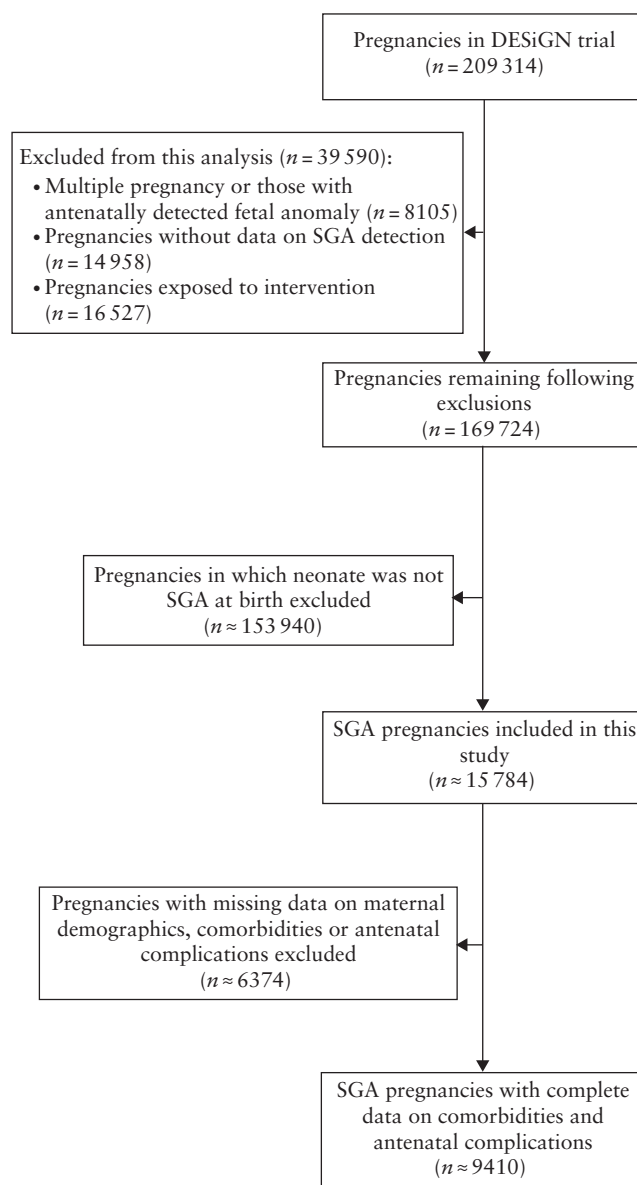 Pregnancies in DESiGN trial
(n = 209 314)
Excluded from this analysis (n = 39 590):
• Multiple pregnancy or those with
antenatally detected fetal anomaly (n = 8105)
• Pregnancies without data on SGA detection
(n = 14 958)
• Pregnancies exposed to intervention
(n = 16 527)
Pregnancies remaining following
exclusions
(n = 169 724)
Pregnancies in which neonate was not
SGA at birth excluded
(n ≈ 153 940)
SGA pregnancies included in this
study
(n ≈ 15 784)
Pregnancies with missing data on maternal
demographics, comorbidities or antenatal
complications excluded
(n ≈ 6374)
SGA pregnancies with complete
data on comorbidities and
antenatal complications
(n ≈ 9410)